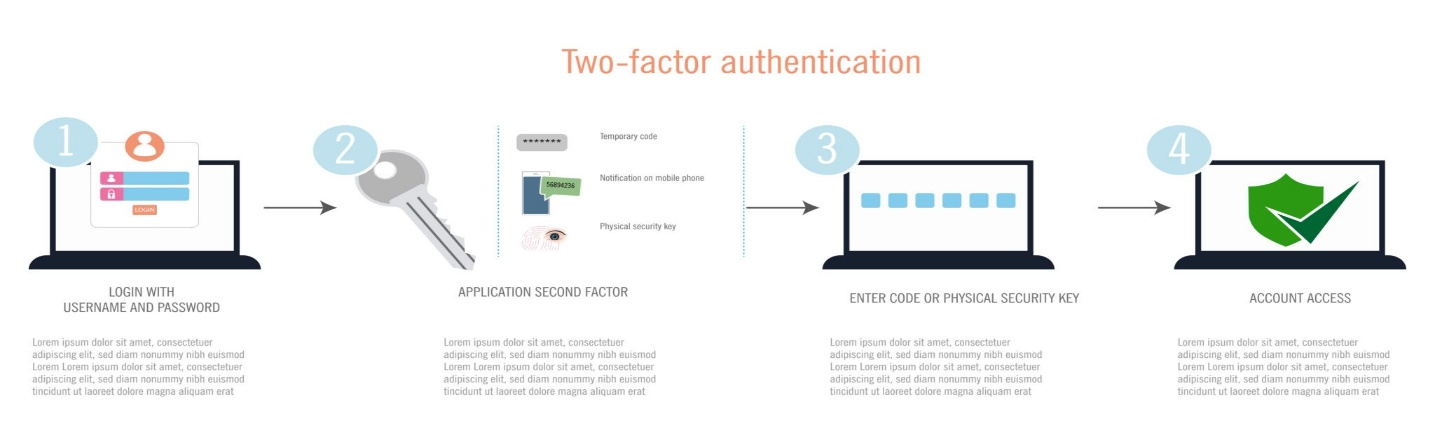 Two-factor authentication
1
LOGIN
LOGIN WITH
USERNAME AND PASSWORD
Lorem ipsum dolor sit amet, consectetuer
adipiscing elit, sed diam nonummy nibh euismod
Lorem Lorem ipsum dolor sit amet, consectetuer
adipiscing elit, sed diam nonummy nibh euismod
tincidunt ut laoreet dolore magna aliquam erat
2
*******
Temporary code
56894236
Notification on mobile phone
Physical security key
APPLICATION SECOND FACTOR
Lorem ipsum dolor sit amet, consectetuer
adipiscing elit, sed diam nonummy nibh euismod
Lorem Lorem ipsum dolor sit amet, consectetuer
adipiscing elit, sed diam nonummy nibh euismod
tincidunt ut laoreet dolore magna aliquam erat
3
ENTER CODE OR PHYSICAL SECURITY KEY
Lorem ipsum dolor sit amet, consectetuer
adipiscing elit, sed diam nonummy nibh euismod
Lorem Lorem ipsum dolor sit amet, consectetuer
adipiscing elit, sed diam nonummy nibh euismod
tincidunt ut laoreet dolore magna aliquam erat
4
ACCOUNT ACCESS
Lorem ipsum dolor sit amet, consectetuer
adipiscing elit, sed diam nonummy nibh euismod
Lorem Lorem ipsum dolor sit amet, consectetuer
adipiscing elit, sed diam nonummy nibh euismod
tincidunt ut laoreet dolore magna aliquam erat